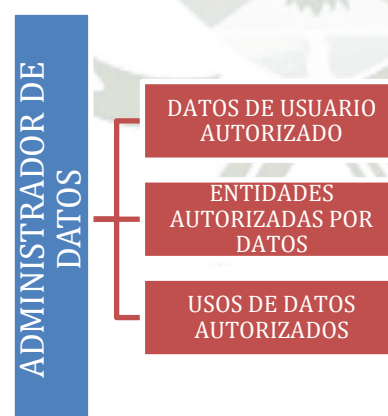 ADMINISTRADOR DE
DATOS
DATOS DE USUARIO
AUTORIZADO
ENTIDADES
AUTORIZADAS POR
DATOS
USOS DE DATOS
AUTORIZADOS